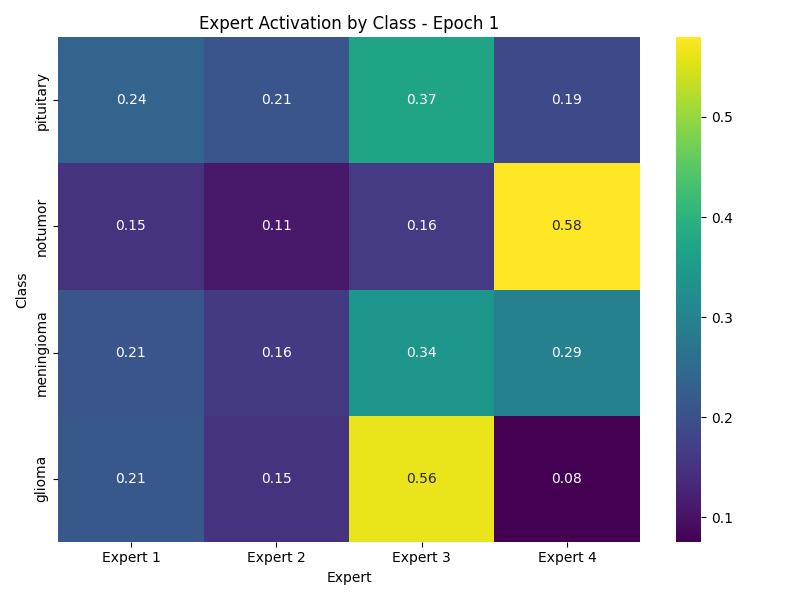 Expert Activation by Class - Epoch 1
pituitary 0.24 0.21 0.37 0.19
notumor 0.15 0.11 0.16 0.58
meningioma 0.21 0.16 0.34 0.29
glioma 0.21 0.15 0.56 0.08
Class
Expert 1 Expert 2 Expert 3 Expert 4
Expert
0.5
0.4
0.3
0.2
0.1